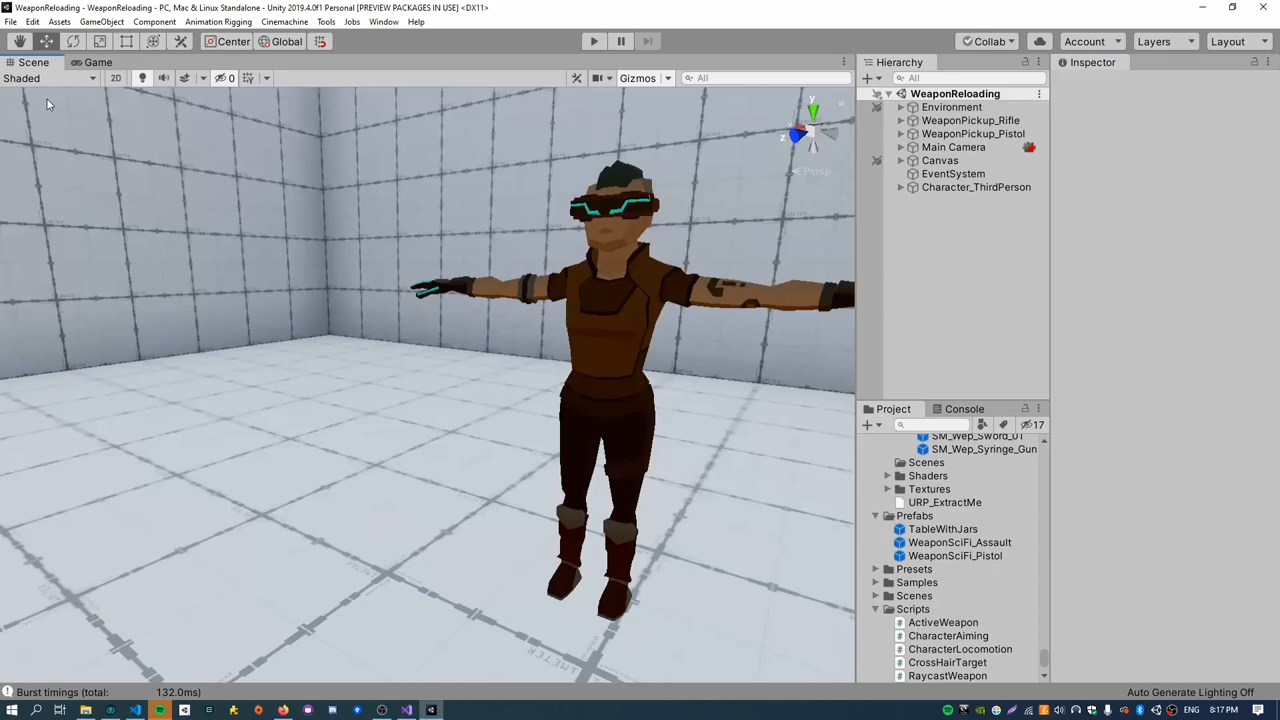 WeaponReloading - WeaponReloading - PC, Mac & Linux Standalone - Unity 2019.4.0f1 Personal [PREVIEW PACKAGES IN USE] <DX11>
File Edit Assets GameObject Component Animation Rigging Cinemachine Tools Jobs Window Help
Center Global Collab Account Layers Layout
Scene Game
Shaded 2D 0 Gizmos All
y
z
Persp
Hierarchy
All
WeaponReloading
Environment
WeaponPickup_Rifle
WeaponPickup_Pistol
Main Camera
Canvas
EventSystem
Character_ThirdPerson
Inspector
Project Console
17
SM_Wep_Sword_01
SM_Wep_Syringe_Gun
Scenes
Shaders
Textures
URP_ExtractMe
Prefabs
TableWithJars
WeaponSciFi_Assault
WeaponSciFi_Pistol
Presets
Samples
Scenes
Scripts
ActiveWeapon
CharacterAiming
CharacterLocomotion
CrossHairTarget
RaycastWeapon
Burst timings (total: 132.0ms)
Auto Generate Lighting Off
ENG 8:17 PM